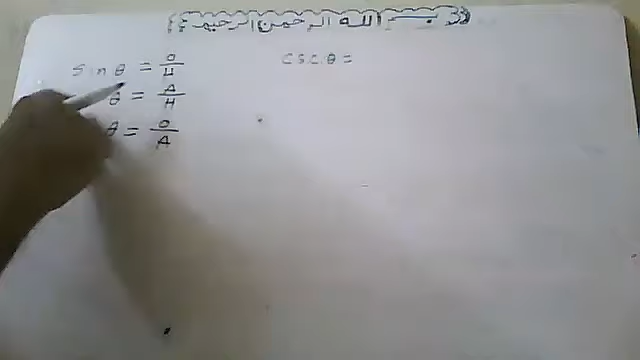 بسم الله الرحمن الرحيم
sin θ = O/H
csc θ =
θ = A/H
θ = O/A